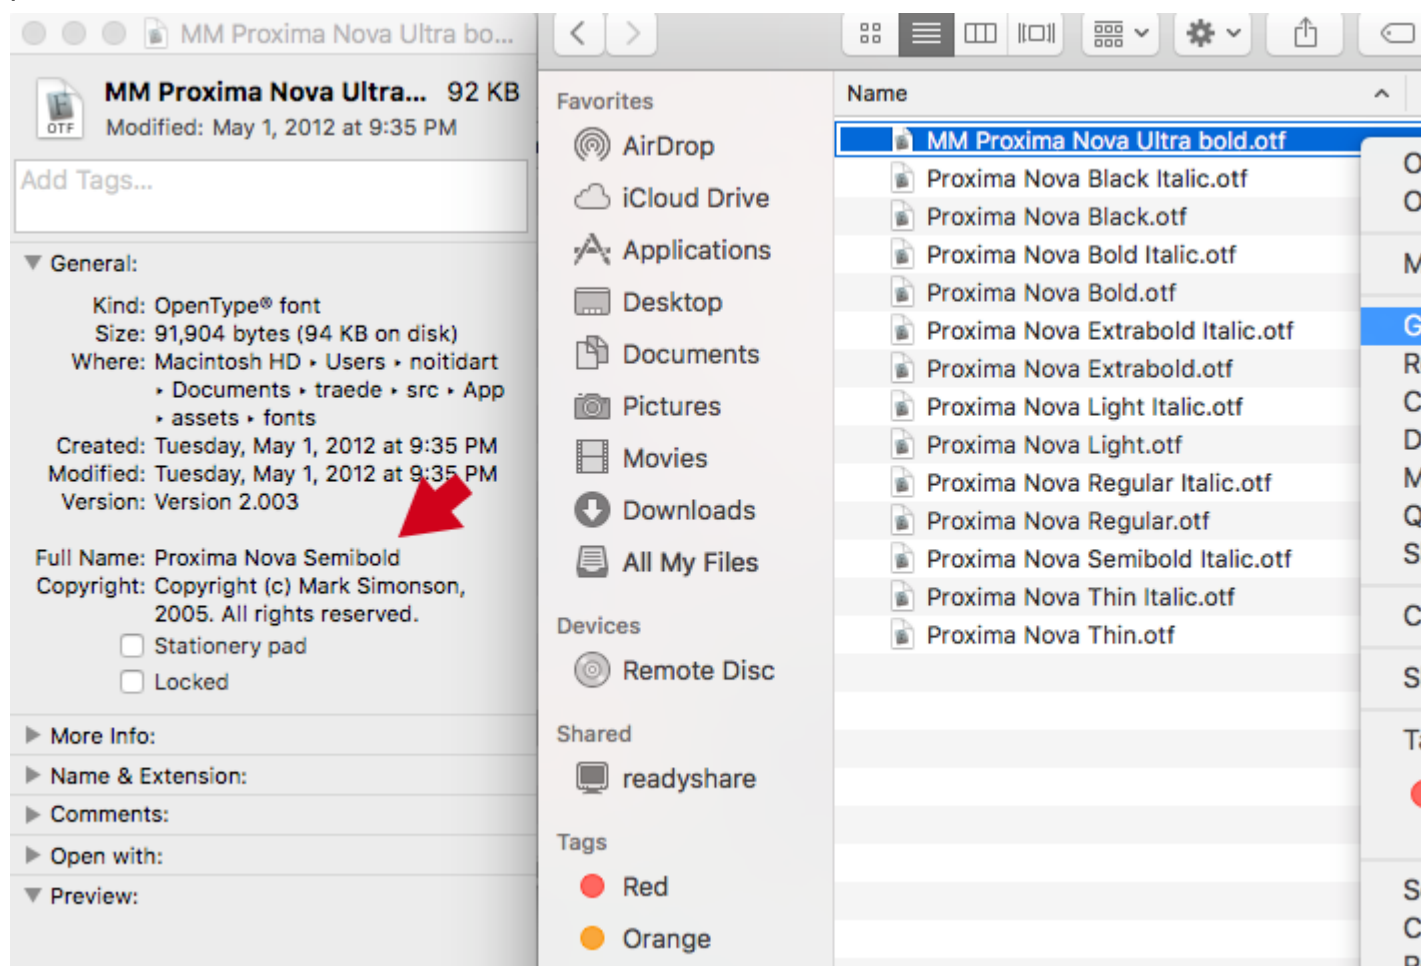 MM Proxima Nova Ultra bo...
MM Proxima Nova Ultra... 92 KB
Modified: May 1, 2012 at 9:35 PM
OTF
Add Tags...
General:
Kind: OpenType® font
Size: 91,904 bytes (94 KB on disk)
Where: Macintosh HD ▸ Users ▸ noitidart
▸ Documents ▸ traede ▸ src ▸ App
▸ assets ▸ fonts
Created: Tuesday, May 1, 2012 at 9:35 PM
Modified: Tuesday, May 1, 2012 at 9:35 PM
Version: Version 2.003
Full Name: Proxima Nova Semibold
Copyright: Copyright (c) Mark Simonson,
2005. All rights reserved.
Stationery pad
Locked
More Info:
Name & Extension:
Comments:
Open with:
Preview:
Favorites
AirDrop
iCloud Drive
Applications
Desktop
Documents
Pictures
Movies
Downloads
All My Files
Devices
Remote Disc
Shared
readyshare
Tags
Red
Orange
Name
MM Proxima Nova Ultra bold.otf
Proxima Nova Black Italic.otf
Proxima Nova Black.otf
Proxima Nova Bold Italic.otf
Proxima Nova Bold.otf
Proxima Nova Extrabold Italic.otf
Proxima Nova Extrabold.otf
Proxima Nova Light Italic.otf
Proxima Nova Light.otf
Proxima Nova Regular Italic.otf
Proxima Nova Regular.otf
Proxima Nova Semibold Italic.otf
Proxima Nova Thin Italic.otf
Proxima Nova Thin.otf